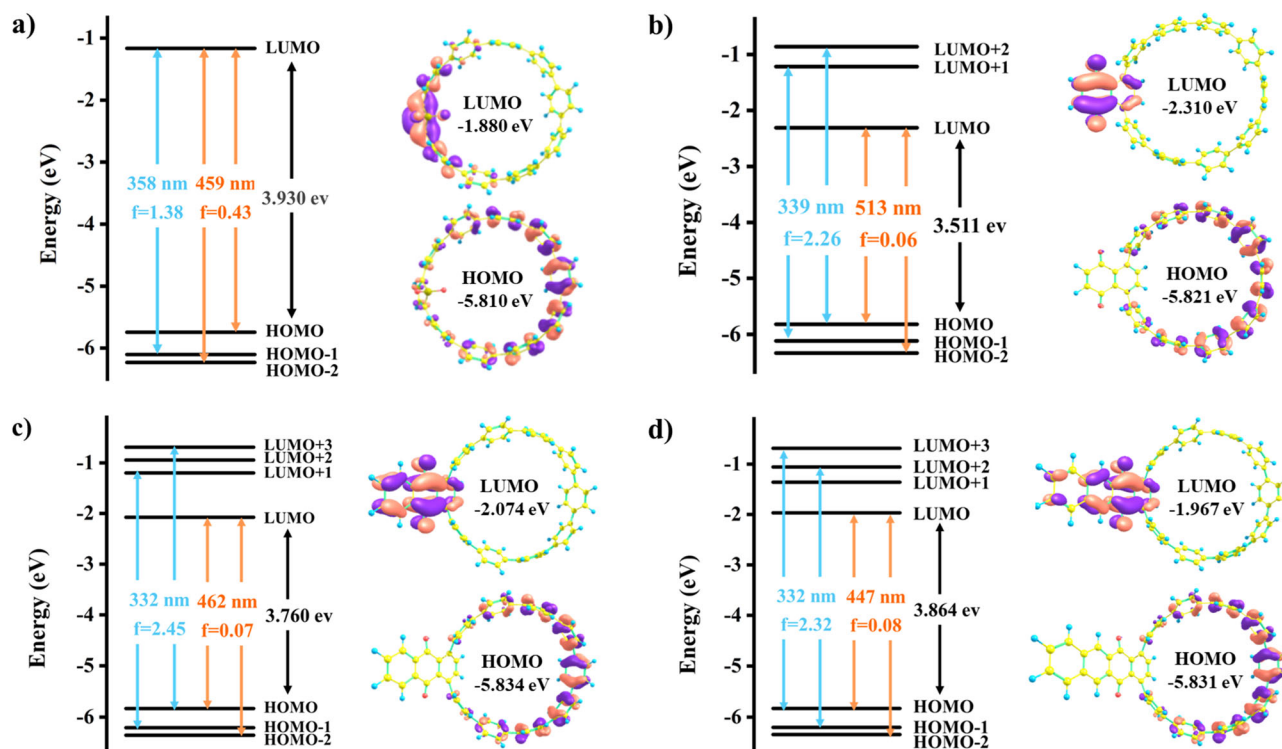 a)
Energy (eV)
-1
-2
-3
-4
-5
-6
LUMO
358 nm
f=1.38
459 nm
f=0.43
3.930 ev
HOMO
HOMO-1
HOMO-2
LUMO
-1.880 eV
HOMO
-5.810 eV
b)
Energy (eV)
-1
-2
-3
-4
-5
-6
LUMO+2
LUMO+1
LUMO
339 nm
f=2.26
513 nm
f=0.06
3.511 ev
HOMO
HOMO-1
HOMO-2
LUMO
-2.310 eV
HOMO
-5.821 eV
c)
Energy (eV)
-1
-2
-3
-4
-5
-6
LUMO+3
LUMO+2
LUMO+1
LUMO
332 nm
f=2.45
462 nm
f=0.07
3.760 ev
HOMO
HOMO-1
HOMO-2
LUMO
-2.074 eV
HOMO
-5.834 eV
d)
Energy (eV)
-1
-2
-3
-4
-5
-6
LUMO+3
LUMO+2
LUMO+1
LUMO
332 nm
f=2.32
447 nm
f=0.08
3.864 ev
HOMO
HOMO-1
HOMO-2
LUMO
-1.967 eV
HOMO
-5.831 eV